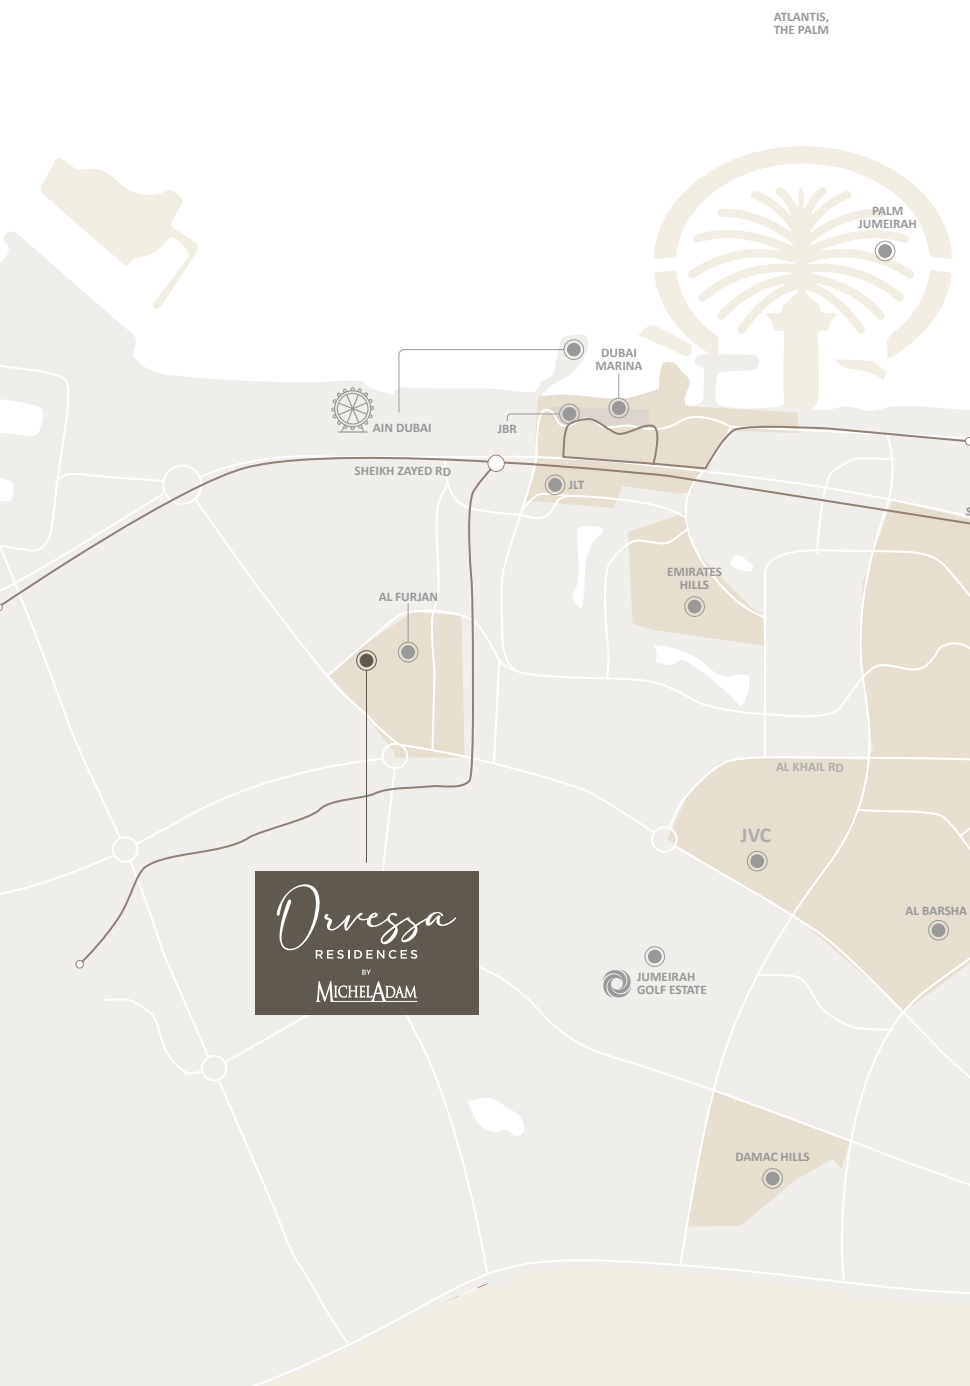 ATLANTIS,
THE PALM
PALM
JUMEIRAH
DUBAI
MARINA
AIN DUBAI
JBR
SHEIKH ZAYED RD
JLT
S
EMIRATES
HILLS
AL FURJAN
AL KHAIL RD
JVC
AL BARSHA
Orvessa
RESIDENCES
BY
MICHELADAM
JUMEIRAH
GOLF ESTATE
DAMAC HILLS